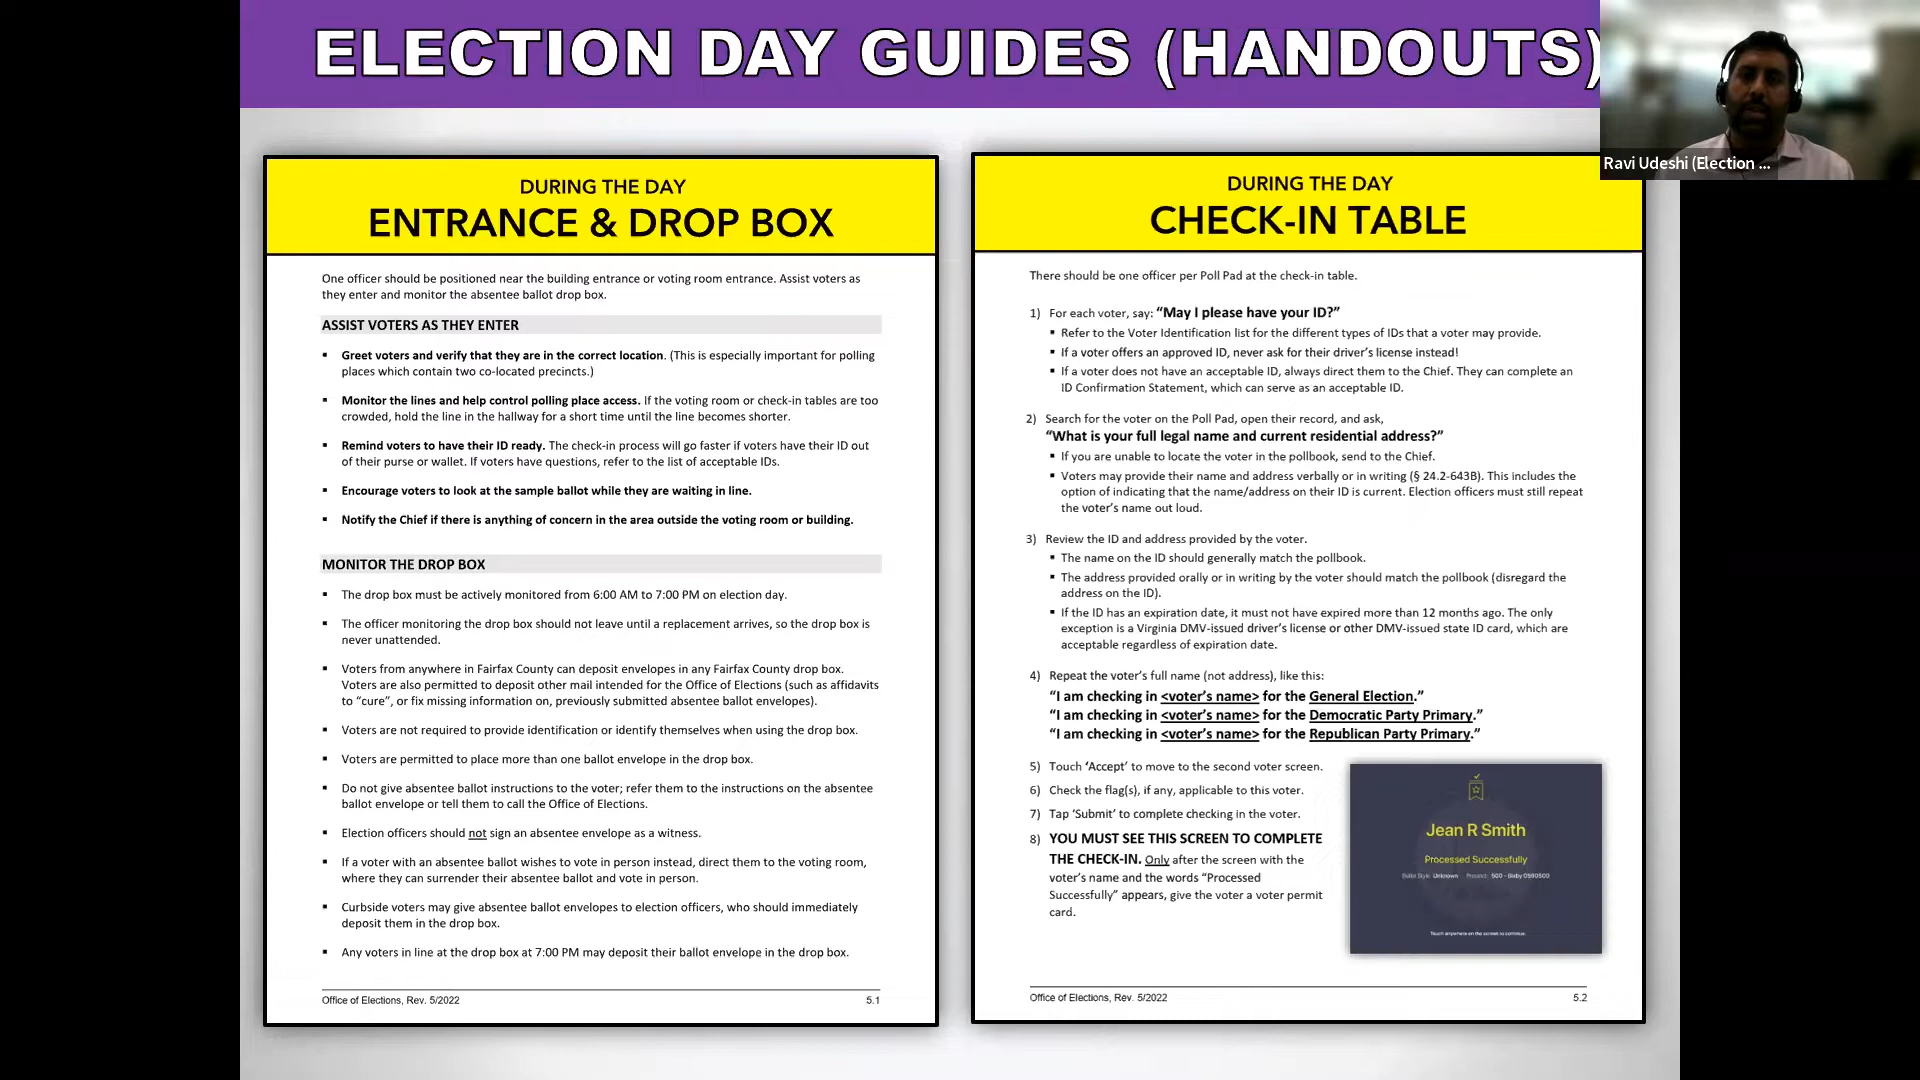 ELECTION DAY GUIDES (HANDOUTS)
Ravi Udeshi (Election ...
DURING THE DAY
ENTRANCE & DROP BOX
One officer should be positioned near the building entrance or voting room entrance. Assist voters as
they enter and monitor the absentee ballot drop box.
ASSIST VOTERS AS THEY ENTER
▪ Greet voters and verify that they are in the correct location. (This is especially important for polling
places which contain two co-located precincts.)
▪ Monitor the lines and help control polling place access. If the voting room or check-in tables are too
crowded, hold the line in the hallway for a short time until the line becomes shorter.
▪ Remind voters to have their ID ready. The check-in process will go faster if voters have their ID out
of their purse or wallet. If voters have questions, refer to the list of acceptable IDs.
▪ Encourage voters to look at the sample ballot while they are waiting in line.
▪ Notify the Chief if there is anything of concern in the area outside the voting room or building.
MONITOR THE DROP BOX
▪ The drop box must be actively monitored from 6:00 AM to 7:00 PM on election day.
▪ The officer monitoring the drop box should not leave until a replacement arrives, so the drop box is
never unattended.
▪ Voters from anywhere in Fairfax County can deposit envelopes in any Fairfax County drop box.
Voters are also permitted to deposit other mail intended for the Office of Elections (such as affidavits
to “cure”, or fix missing information on, previously submitted absentee ballot envelopes).
▪ Voters are not required to provide identification or identify themselves when using the drop box.
▪ Voters are permitted to place more than one ballot envelope in the drop box.
▪ Do not give absentee ballot instructions to the voter; refer them to the instructions on the absentee
ballot envelope or tell them to call the Office of Elections.
▪ Election officers should not sign an absentee envelope as a witness.
▪ If a voter with an absentee ballot wishes to vote in person instead, direct them to the voting room,
where they can surrender their absentee ballot and vote in person.
▪ Curbside voters may give absentee ballot envelopes to election officers, who should immediately
deposit them in the drop box.
▪ Any voters in line at the drop box at 7:00 PM may deposit their ballot envelope in the drop box.
Office of Elections, Rev. 5/2022 5.1
DURING THE DAY
CHECK-IN TABLE
There should be one officer per Poll Pad at the check-in table.
1) For each voter, say: “May I please have your ID?”
▪ Refer to the Voter Identification list for the different types of IDs that a voter may provide.
▪ If a voter offers an approved ID, never ask for their driver’s license instead!
▪ If a voter does not have an acceptable ID, always direct them to the Chief. They can complete an
ID Confirmation Statement, which can serve as an acceptable ID.
2) Search for the voter on the Poll Pad, open their record, and ask,
“What is your full legal name and current residential address?”
▪ If you are unable to locate the voter in the pollbook, send to the Chief.
▪ Voters may provide their name and address verbally or in writing (§ 24.2-643B). This includes the
option of indicating that the name/address on their ID is current. Election officers must still repeat
the voter’s name out loud.
3) Review the ID and address provided by the voter.
▪ The name on the ID should generally match the pollbook.
▪ The address provided orally or in writing by the voter should match the pollbook (disregard the
address on the ID).
▪ If the ID has an expiration date, it must not have expired more than 12 months ago. The only
exception is a Virginia DMV-issued driver’s license or other DMV-issued state ID card, which are
acceptable regardless of expiration date.
4) Repeat the voter’s full name (not address), like this:
“I am checking in <voter’s name> for the General Election.”
“I am checking in <voter’s name> for the Democratic Party Primary.”
“I am checking in <voter’s name> for the Republican Party Primary.”
5) Touch ‘Accept’ to move to the second voter screen.
6) Check the flag(s), if any, applicable to this voter.
7) Tap ‘Submit’ to complete checking in the voter.
8) YOU MUST SEE THIS SCREEN TO COMPLETE
THE CHECK-IN. Only after the screen with the
voter’s name and the words “Processed
Successfully” appears, give the voter a voter permit
card.
Jean R Smith
Processed Successfully
Ballot Style: Unknown Precinct: 500 - Bixby 0590500
Touch anywhere on the screen to continue.
Office of Elections, Rev. 5/2022 5.2